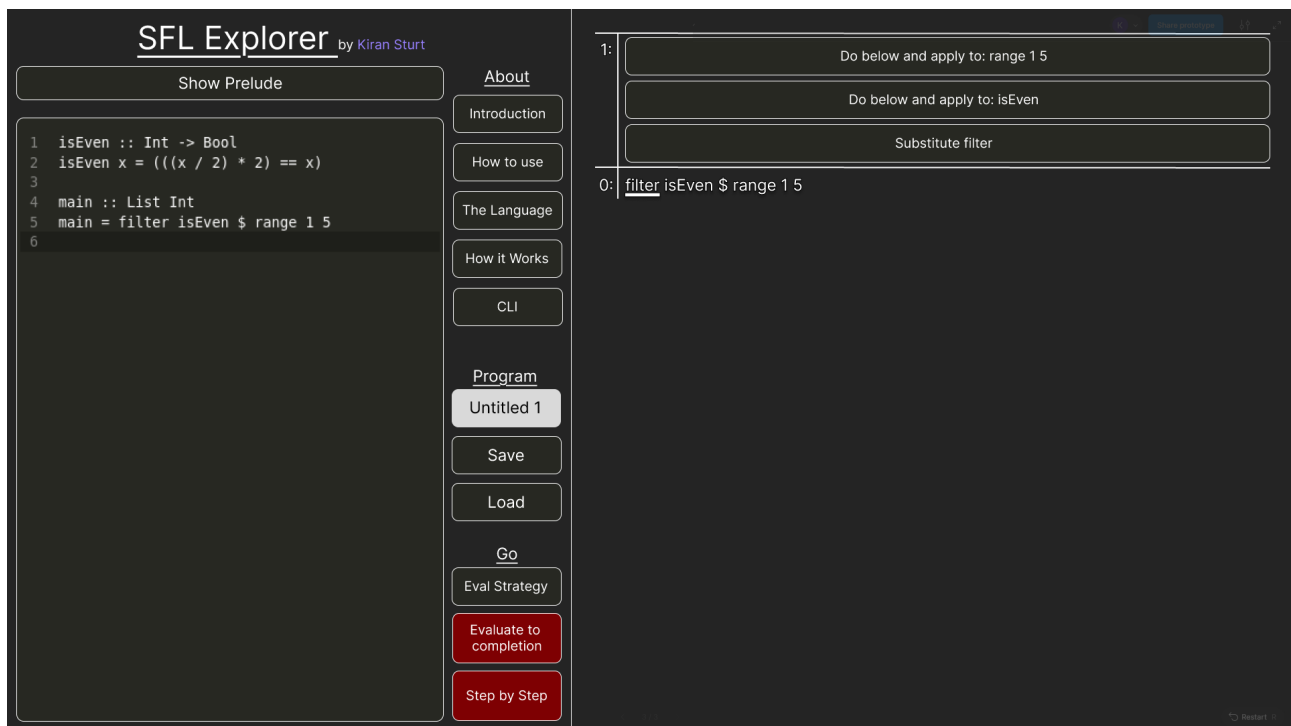 SFL Explorer by Kiran Sturt
Show Prelude
1 isEven :: Int -> Bool
2 isEven x = (((x / 2) * 2) == x)
3
4 main :: List Int
5 main = filter isEven $ range 1 5
6
About
Introduction
How to use
The Language
How it Works
CLI
Program
Untitled 1
Save
Load
Go
Eval Strategy
Evaluate to
completion
Step by Step
K
Share prototype
1:
Do below and apply to: range 1 5
Do below and apply to: isEven
Substitute filter
0: filter isEven $ range 1 5
Restart